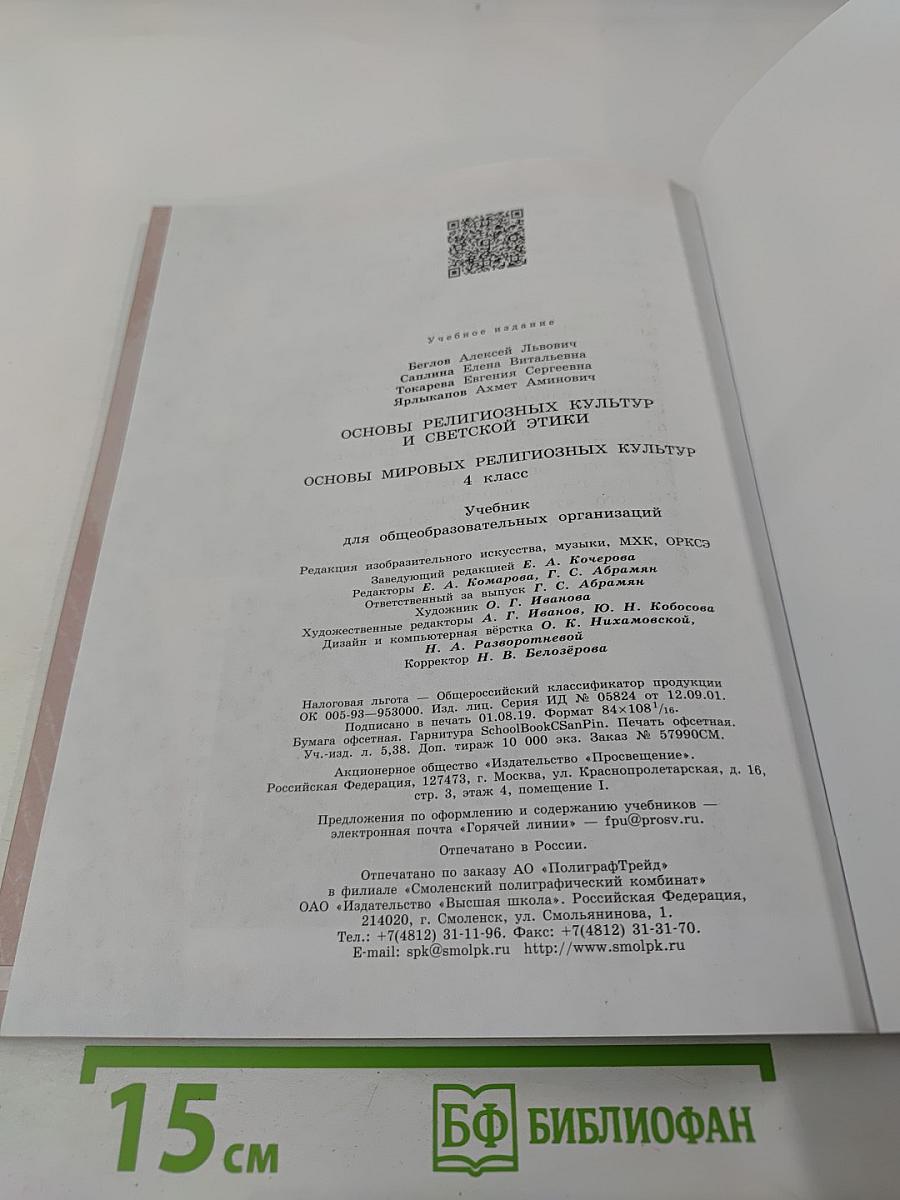 Учебное издание
Беглов Алексей Львович
Саплина Елена Витальевна
Токарева Евгения Сергеевна
Ярлыкапов Ахмет Аминович
ОСНОВЫ РЕЛИГИОЗНЫХ КУЛЬТУР
И СВЕТСКОЙ ЭТИКИ
ОСНОВЫ МИРОВЫХ РЕЛИГИОЗНЫХ КУЛЬТУР
4 класс
Учебник
для общеобразовательных организаций
Редакция изобразительного искусства, музыки, МХК, ОРКСЭ
Заведующий редакцией Е. А. Кочерова
Редакторы Е. А. Комарова, Г. С. Абрамян
Ответственный за выпуск Г. С. Абрамян
Художник О. Г. Иванова
Художественные редакторы А. Г. Иванов, Ю. Н. Кобосова
Дизайн и компьютерная вёрстка О. К. Нихамовской,
Н. А. Разворотневой
Корректор Н. В. Белозёрова
Налоговая льгота — Общероссийский классификатор продукции
ОК 005-93—953000. Изд. лиц. Серия ИД № 05824 от 12.09.01.
Подписано в печать 01.08.19. Формат 84×108 1/16.
Бумага офсетная. Гарнитура SchoolBookCSanPin. Печать офсетная.
Уч.-изд. л. 5,38. Доп. тираж 10 000 экз. Заказ № 57990СМ.
Акционерное общество «Издательство «Просвещение».
Российская Федерация, 127473, г. Москва, ул. Краснопролетарская, д. 16,
стр. 3, этаж 4, помещение I.
Предложения по оформлению и содержанию учебников —
электронная почта «Горячей линии» — fpu@prosv.ru.
Отпечатано в России.
Отпечатано по заказу АО «ПолиграфТрейд»
в филиале «Смоленский полиграфический комбинат»
ОАО «Издательство «Высшая школа». Российская Федерация,
214020, г. Смоленск, ул. Смольянинова, 1.
Тел.: +7(4812) 31-11-96. Факс: +7(4812) 31-31-70.
E-mail: spk@smolpk.ru http://www.smolpk.ru
15 см
БФ БИБЛИОФАН